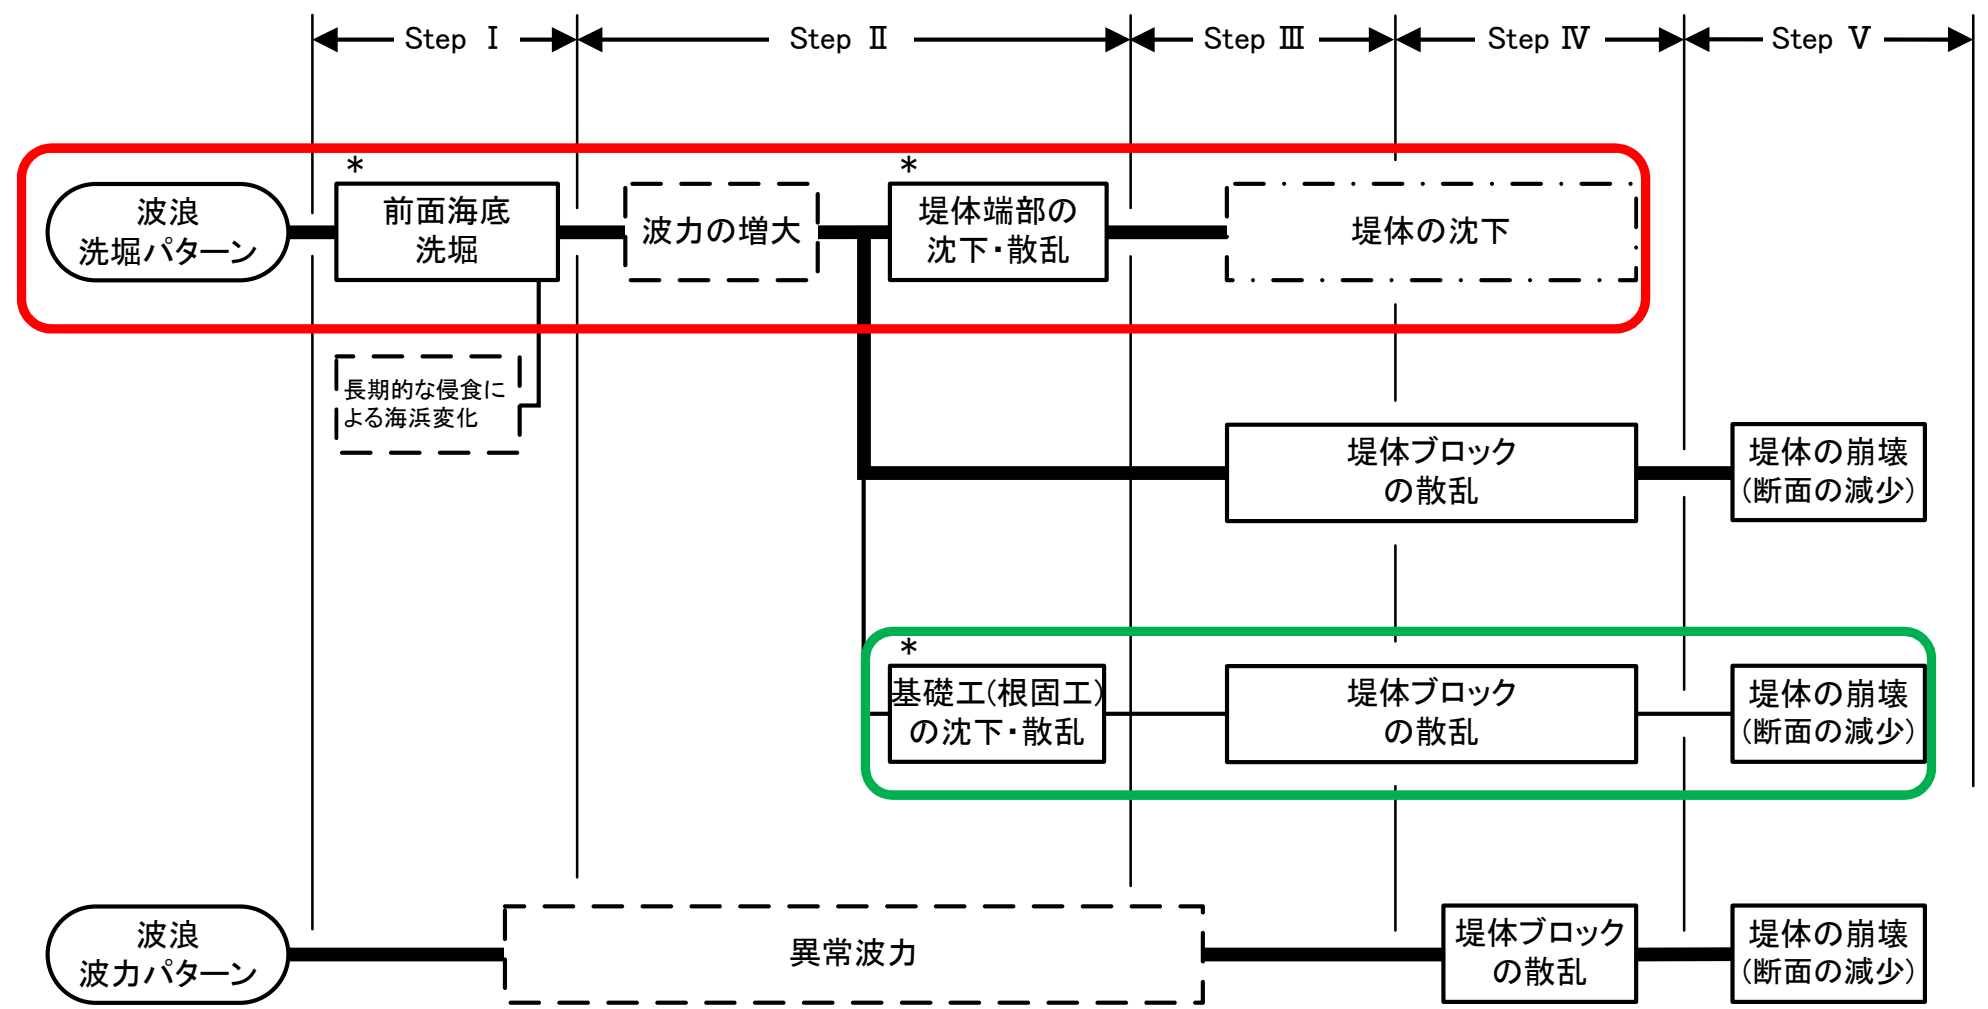 Step Ⅰ
Step Ⅱ
Step Ⅲ
Step Ⅳ
Step Ⅴ
*
*
波浪
洗堀パターン
前面海底
洗堀
波力の増大
堤体端部の
沈下・散乱
堤体の沈下
長期的な侵食に
よる海浜変化
堤体ブロック
の散乱
堤体の崩壊
(断面の減少)
*
基礎工(根固工)
の沈下・散乱
堤体ブロック
の散乱
堤体の崩壊
(断面の減少)
波浪
波力パターン
異常波力
堤体ブロック
の散乱
堤体の崩壊
(断面の減少)